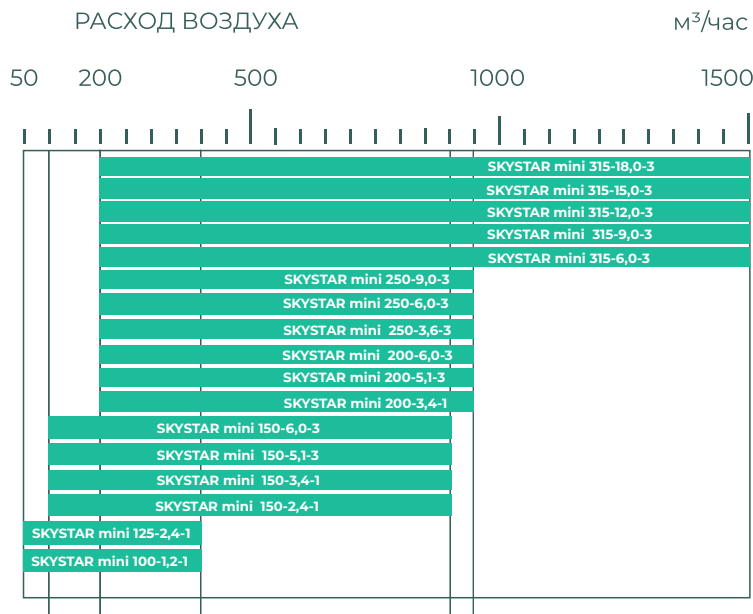 РАСХОД ВОЗДУХА м³/час
50 200 500 1000 1500
SKYSTAR mini 315-18,0-3
SKYSTAR mini 315-15,0-3
SKYSTAR mini 315-12,0-3
SKYSTAR mini 315-9,0-3
SKYSTAR mini 315-6,0-3
SKYSTAR mini 250-9,0-3
SKYSTAR mini 250-6,0-3
SKYSTAR mini 250-3,6-3
SKYSTAR mini 200-6,0-3
SKYSTAR mini 200-5,1-3
SKYSTAR mini 200-3,4-1
SKYSTAR mini 150-6,0-3
SKYSTAR mini 150-5,1-3
SKYSTAR mini 150-3,4-1
SKYSTAR mini 150-2,4-1
SKYSTAR mini 125-2,4-1
SKYSTAR mini 100-1,2-1